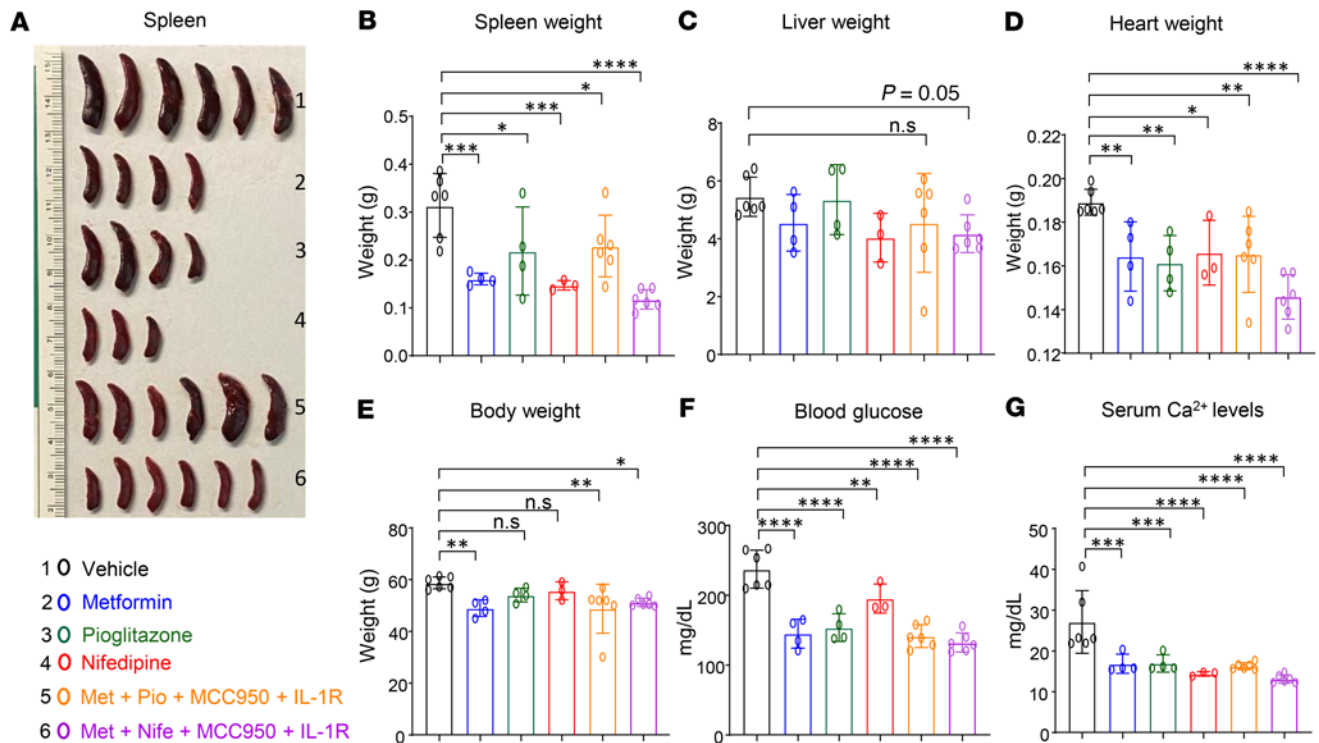 A
Spleen
1
2
3
4
5
6
1 Vehicle
2 Metformin
3 Pioglitazone
4 Nifedipine
5 Met + Pio + MCC950 + IL-1R
6 Met + Nife + MCC950 + IL-1R
B
Spleen weight
****
*
***
*
***
Weight (g)
0.5
0.4
0.3
0.2
0.1
0.0
C
Liver weight
P = 0.05
n.s
Weight (g)
8
6
4
2
0
D
Heart weight
****
**
*
**
**
Weight (g)
0.22
0.20
0.18
0.16
0.14
0.12
E
Body weight
*
**
n.s
n.s
**
Weight (g)
80
60
40
20
0
F
Blood glucose
****
****
**
****
****
mg/dL
300
200
100
0
G
Serum Ca²⁺ levels
****
****
****
***
***
mg/dL
50
40
30
20
10
0